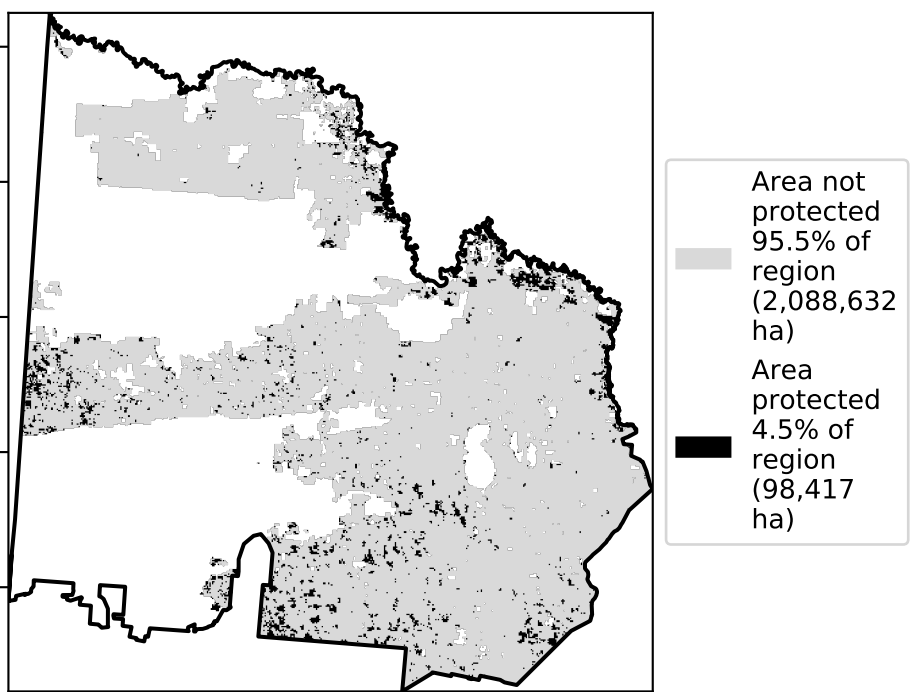 Area not
protected
95.5% of
region
(2,088,632
ha)
Area
protected
4.5% of
region
(98,417
ha)